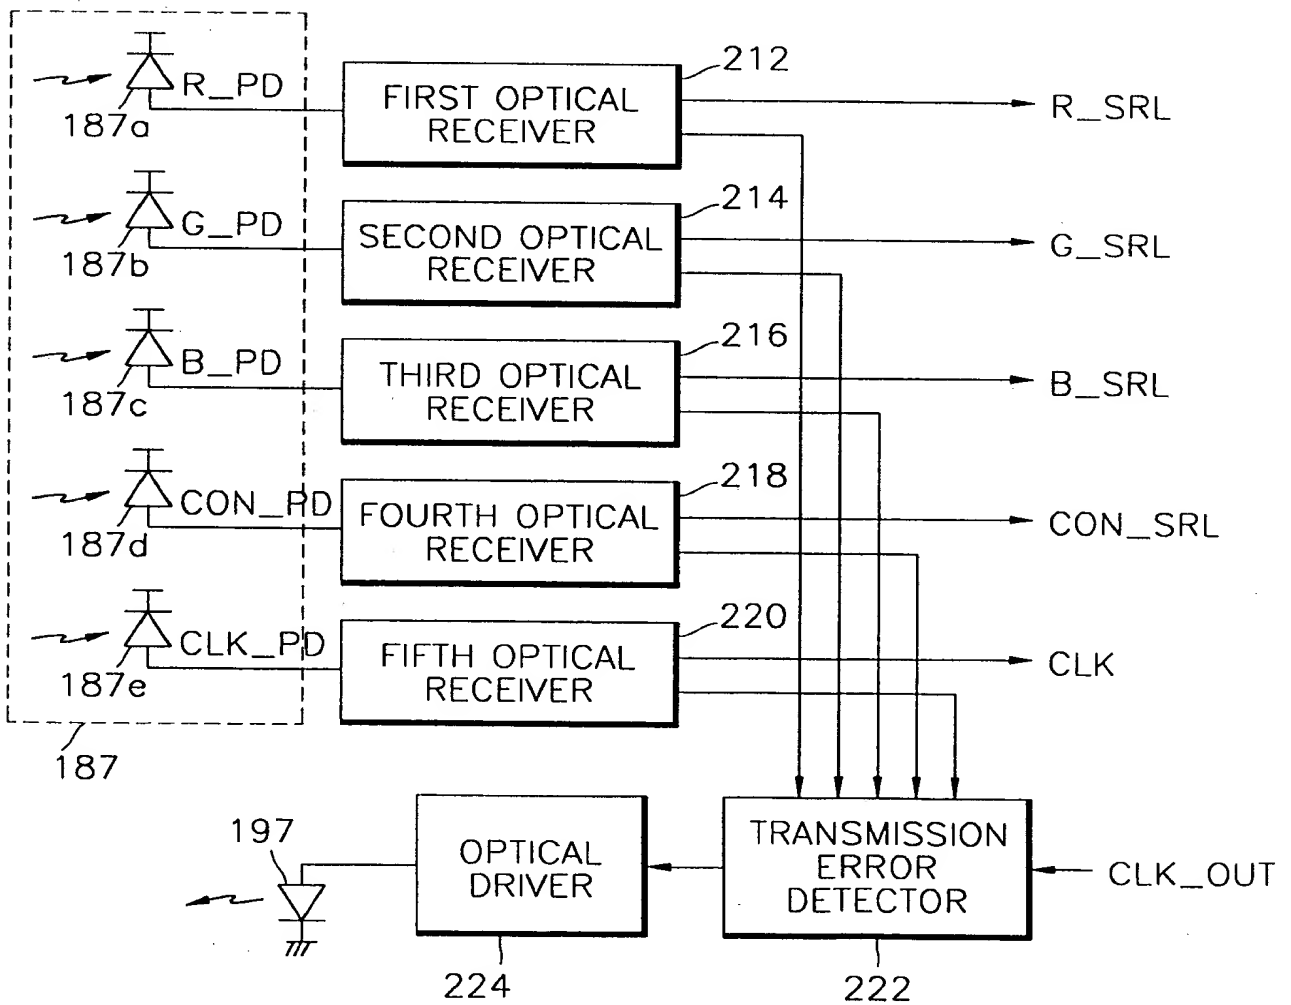 212
R_PD
FIRST OPTICAL
RECEIVER
R_SRL
187a
214
G_PD
SECOND OPTICAL
RECEIVER
G_SRL
187b
216
B_PD
THIRD OPTICAL
RECEIVER
B_SRL
187c
218
CON_PD
FOURTH OPTICAL
RECEIVER
CON_SRL
187d
220
CLK_PD
FIFTH OPTICAL
RECEIVER
CLK
187e
187
197
OPTICAL
DRIVER
TRANSMISSION
ERROR
DETECTOR
CLK_OUT
224
222